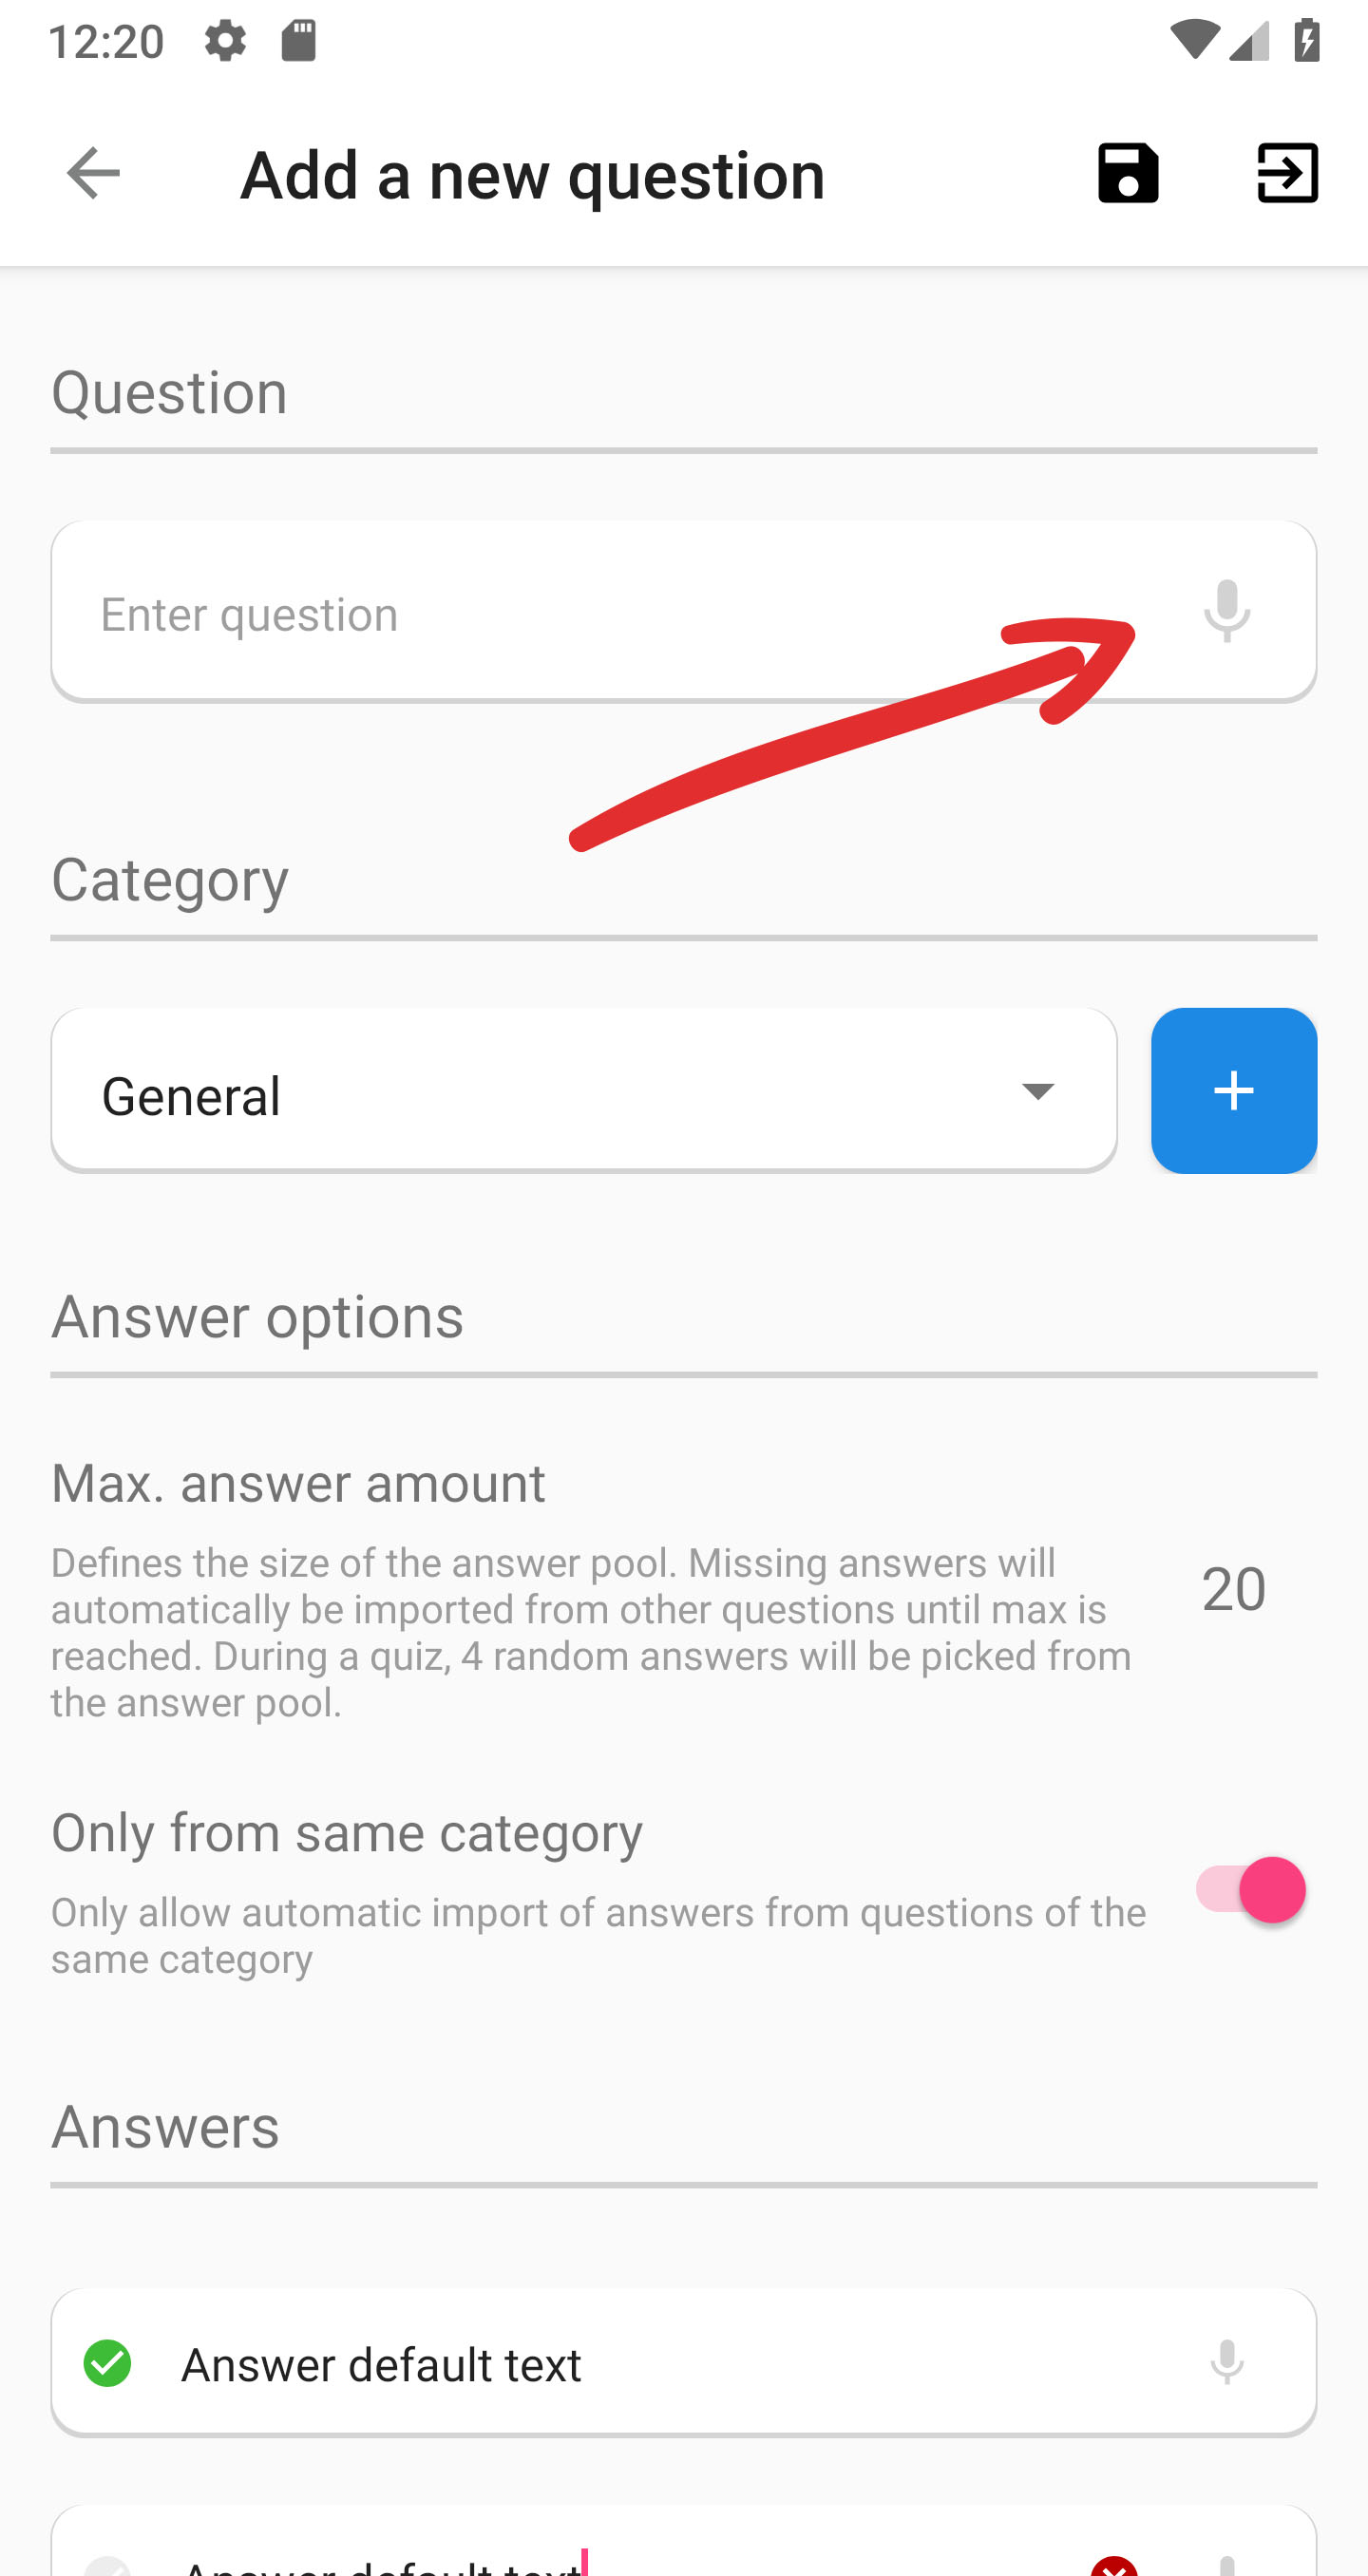 12:20
Add a new question
Question
Enter question
Category
General
Answer options
Max. answer amount
Defines the size of the answer pool. Missing answers will
automatically be imported from other questions until max is
reached. During a quiz, 4 random answers will be picked from
the answer pool.
20
Only from same category
Only allow automatic import of answers from questions of the
same category
Answers
Answer default text
Answer default text